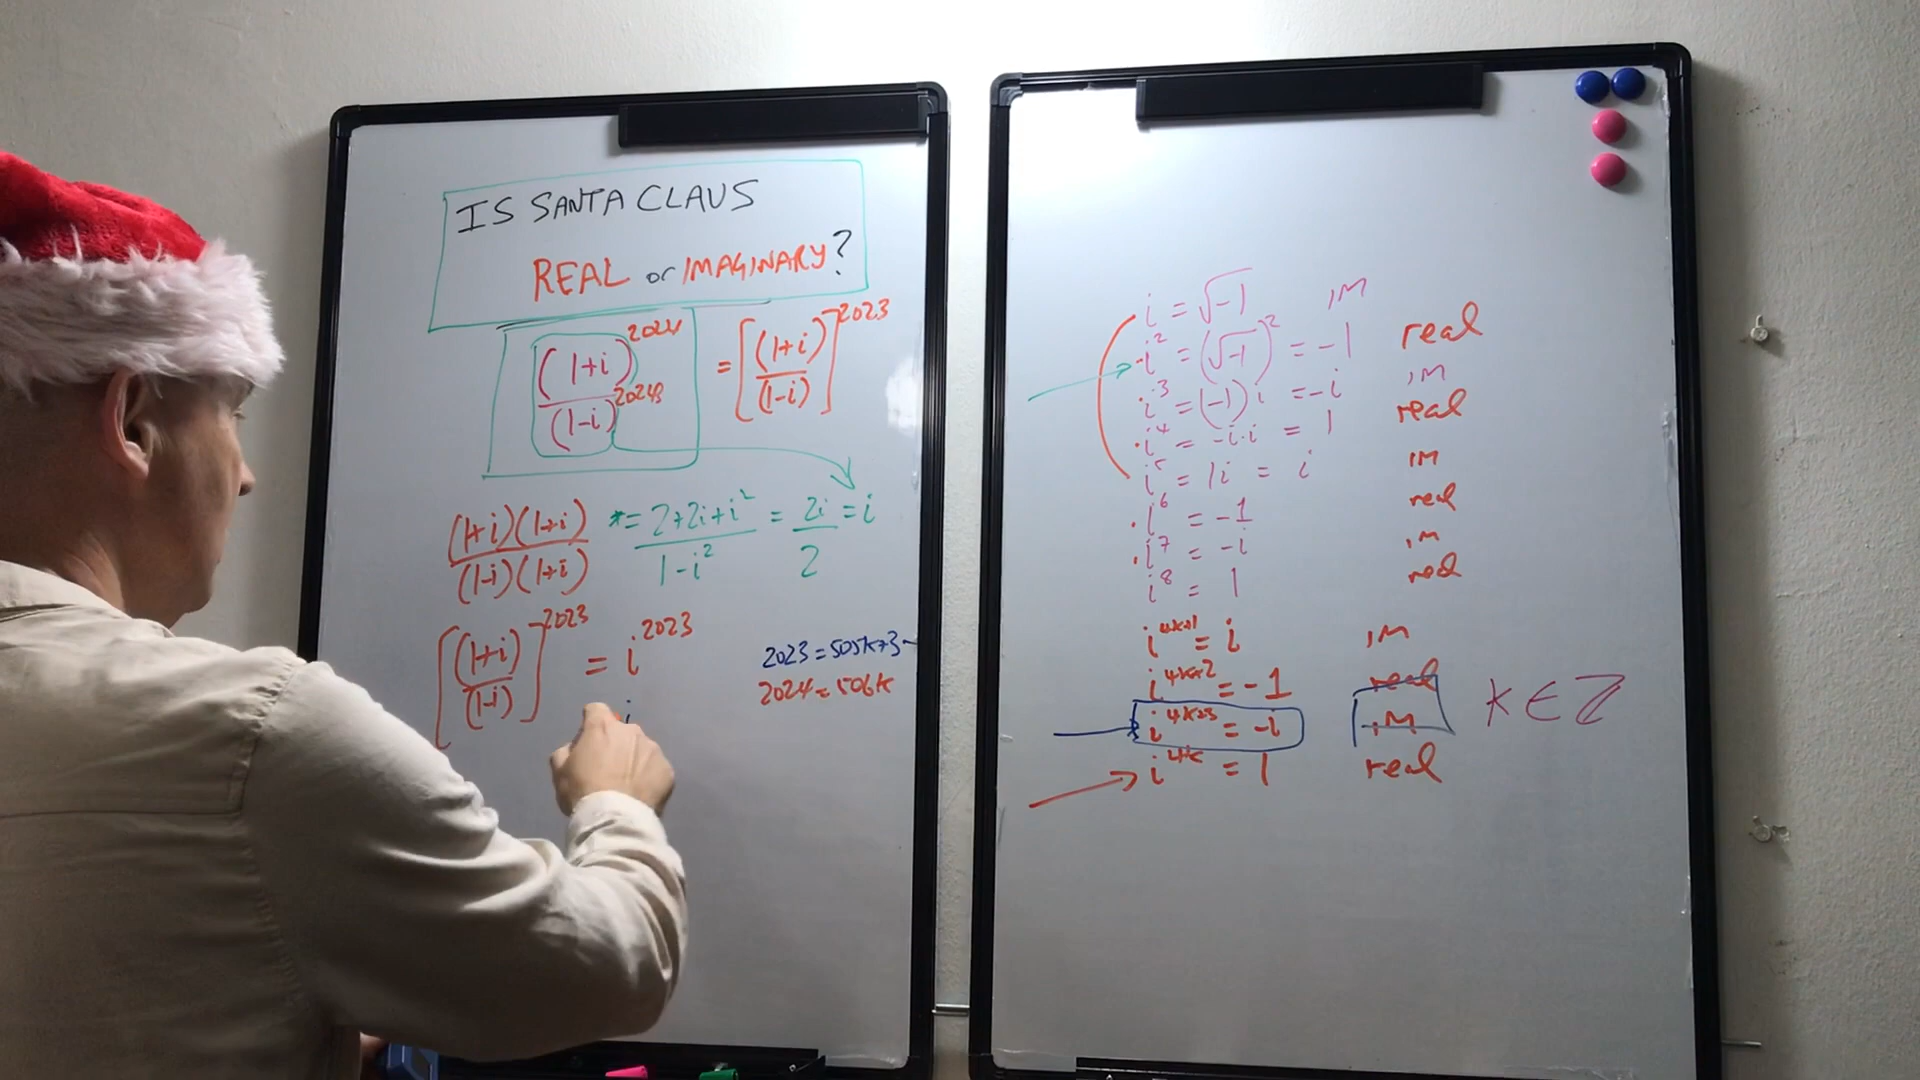 IS SANTA CLAUS
REAL or IMAGINARY?
(1+i)^2024 / (1-i)^2023 = [(1+i)/(1-i)]^2023
(1+i)(1+i) / (1-i)(1+i) *= 2+2i+i^2 / 1-i^2 = 2i / 2 = i
[(1+i)/(1-i)]^2023 = i^2023
2023 = 505k+3
2024 = 506k
i
i = √-1 IM
i^2 = (√-1)^2 = -1 real
i^3 = (-1)i = -i IM
i^4 = -i·i = 1 real
i^5 = 1i = i IM
i^6 = -1 real
i^7 = -i IM
i^8 = 1 real
i^4k+1 = i IM
i^4k+2 = -1 real
i^4k+3 = -i IM K ∈ ℤ
i^4k = 1 real